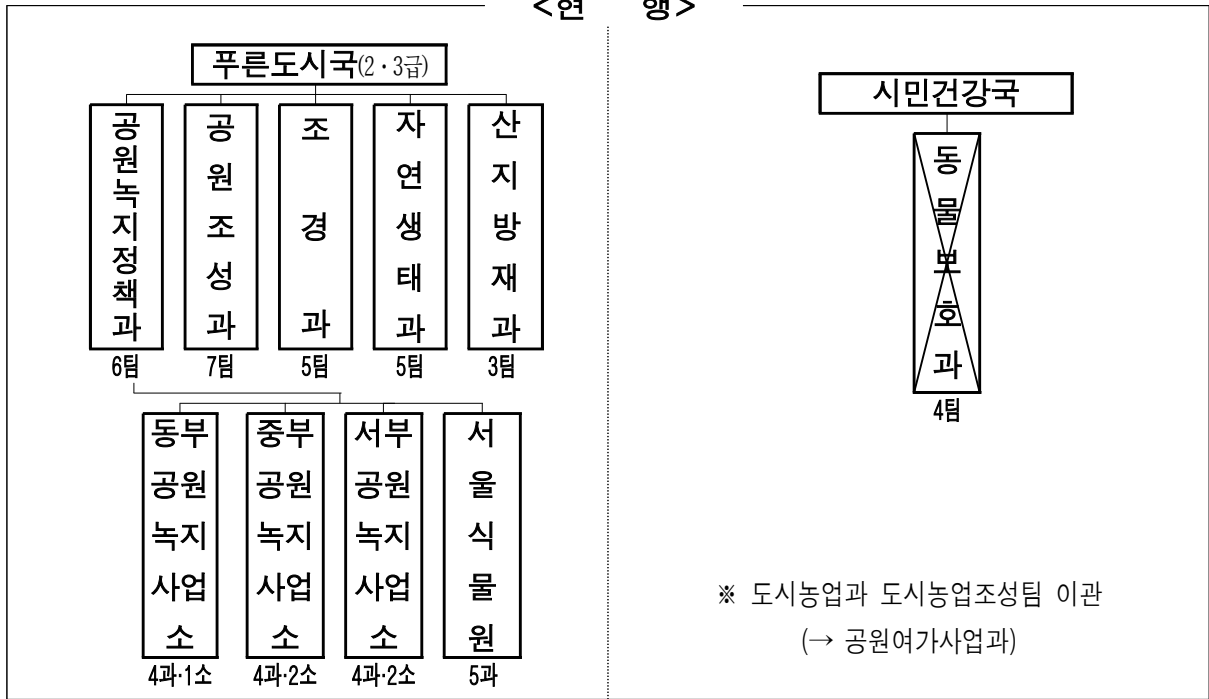 <현 행>
푸른도시국(2·3급)
공원녹지정책과
공원조성과
조경과
자연생태과
산지방재과
6팀
7팀
5팀
5팀
3팀
동부
공원
녹지
사업
소
중부
공원
녹지
사업
소
서부
공원
녹지
사업
소
서울식물원
4과·1소
4과·2소
4과·2소
5과
시민건강국
동물보호과
4팀
※ 도시농업과 도시농업조성팀 이관
(→ 공원여가사업과)